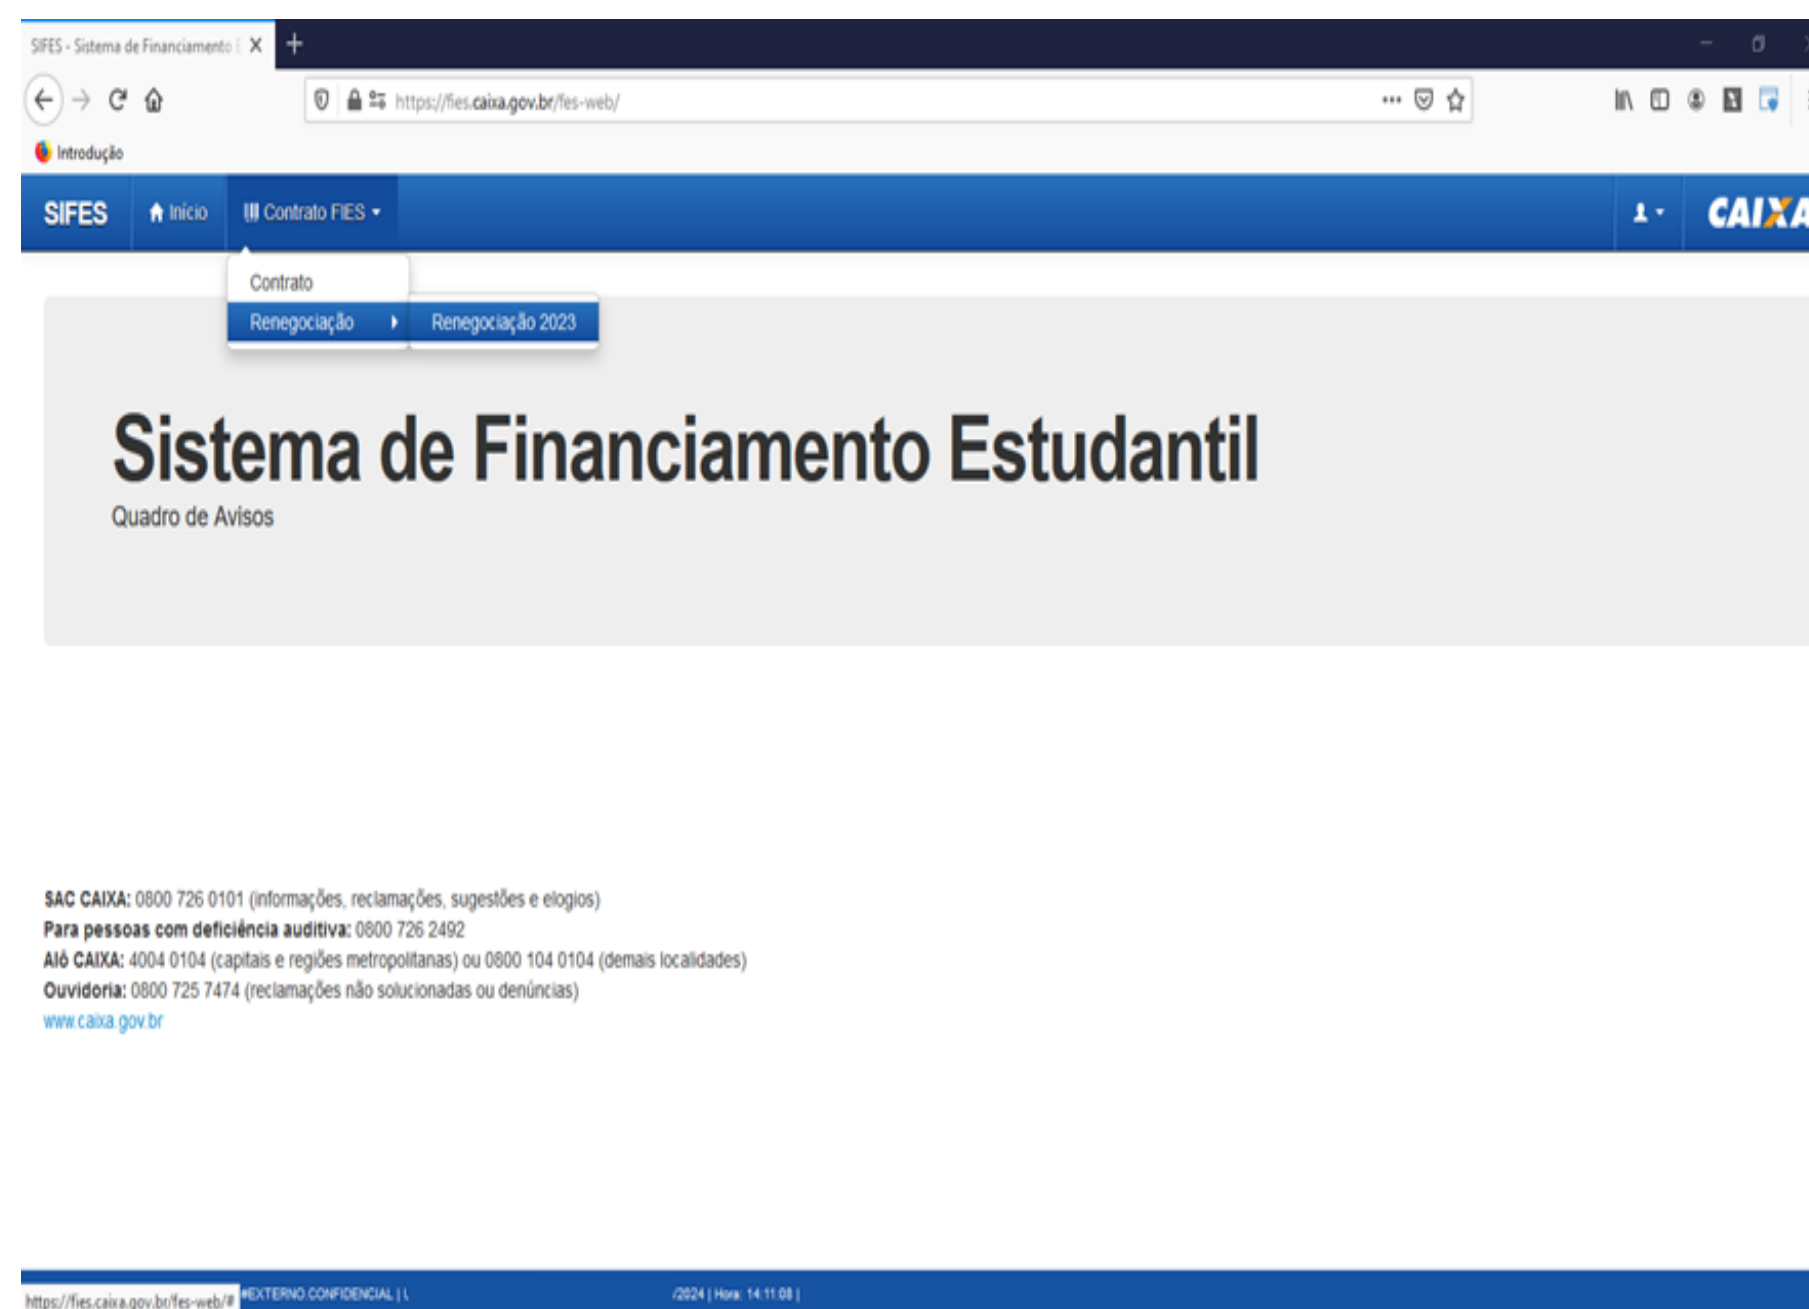 SIFES - Sistema de Financiamento E
https://fies.caixa.gov.br/fes-web/
Introdução
SIFES Início Contrato FIES CAIXA
Contrato
Renegociação Renegociação 2023
Sistema de Financiamento Estudantil
Quadro de Avisos
SAC CAIXA: 0800 726 0101 (informações, reclamações, sugestões e elogios)
Para pessoas com deficiência auditiva: 0800 726 2492
Alô CAIXA: 4004 0104 (capitais e regiões metropolitanas) ou 0800 104 0104 (demais localidades)
Ouvidoria: 0800 725 7474 (reclamações não solucionadas ou denúncias)
www.caixa.gov.br
https://fies.caixa.gov.br/fes-web/# #EXTERNO.CONFIDENCIAL | /2024 | Hora: 14:11:08 |